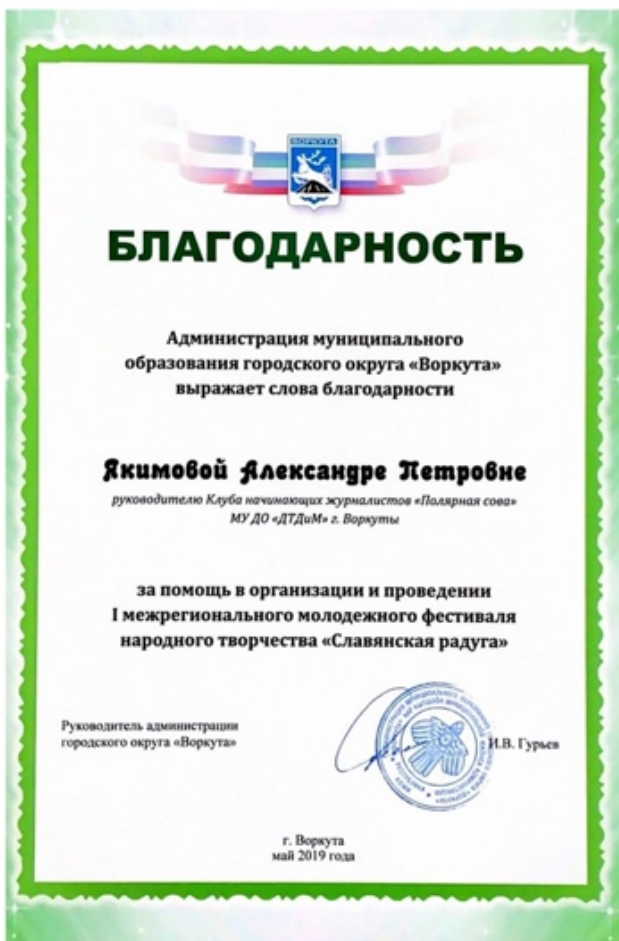 ВОРКУТА
БЛАГОДАРНОСТЬ
Администрация муниципального
образования городского округа «Воркута»
выражает слова благодарности
Якимовой Александре Петровне
руководителю Клуба начинающих журналистов «Полярная сова»
МУ ДО «ДТДиМ» г. Воркуты
за помощь в организации и проведении
I межрегионального молодежного фестиваля
народного творчества «Славянская радуга»
Руководитель администрации
городского округа «Воркута»
И.В. Гурьев
г. Воркута
май 2019 года